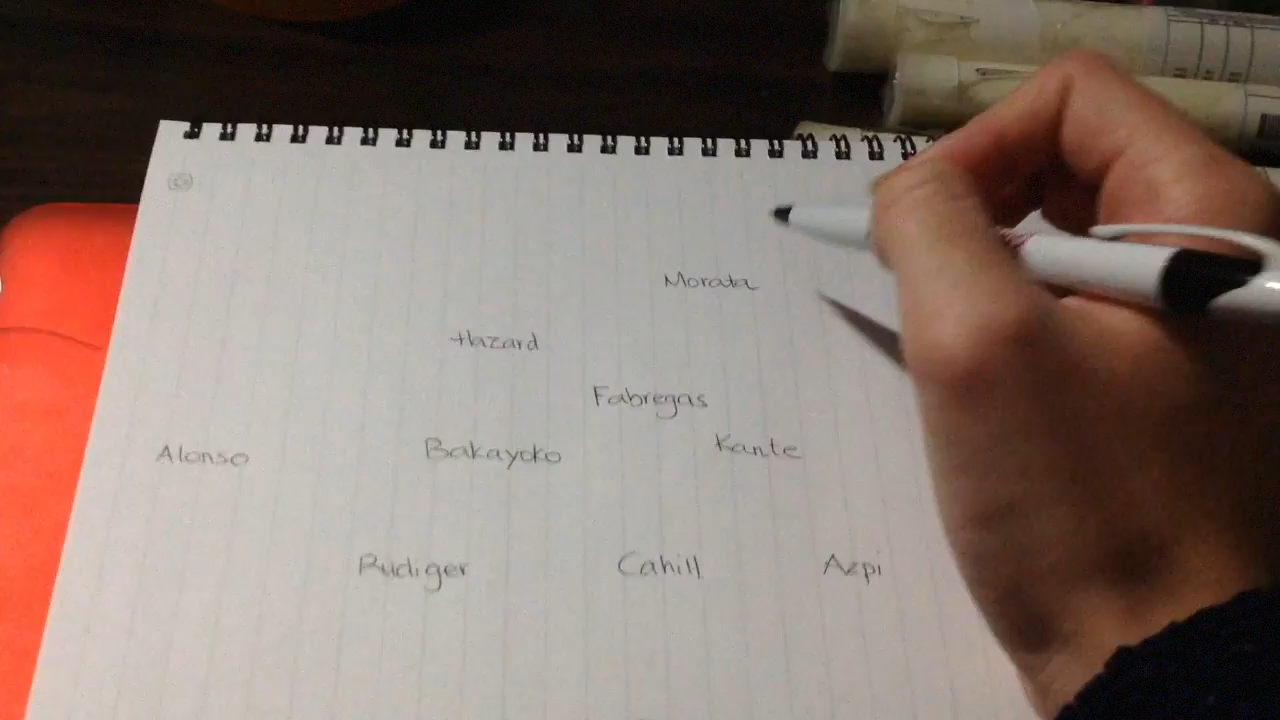 Morata
Hazard
Fabregas
Alonso Bakayoko Kante
Rudiger Cahill Azpi